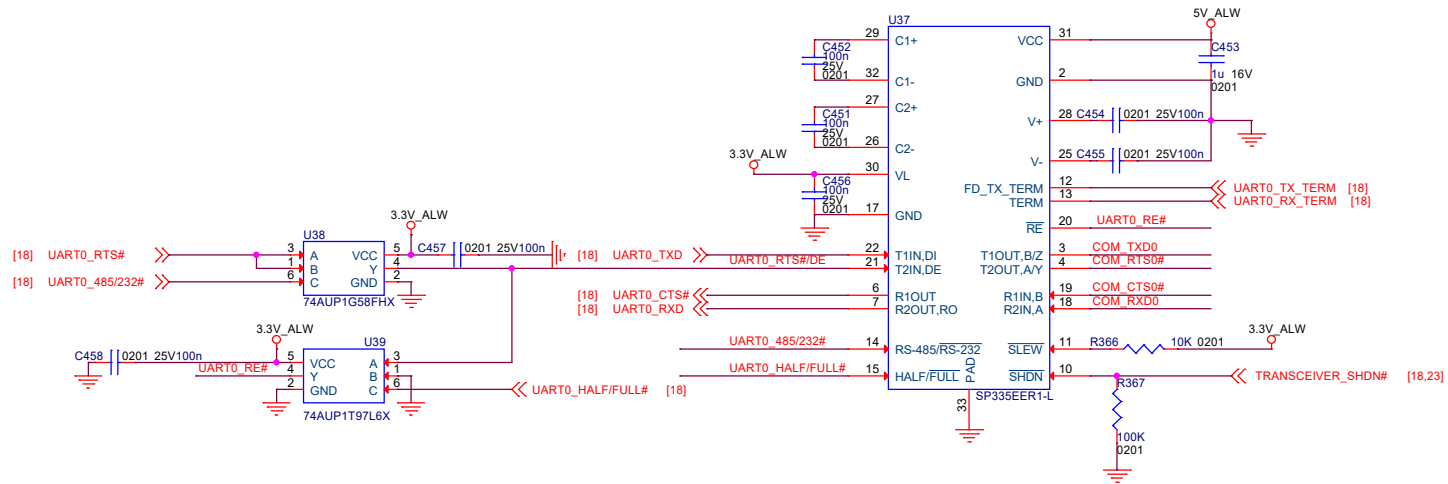 U37
5V_ALW
29 C1+ VCC 31
C452
100n
25V
0201
C453
1u 16V
0201
32 C1- GND 2
27 C2+
C451
100n
25V
0201
V+ 28 C454 0201 25V100n
26 C2-
3.3V_ALW
30 VL
V- 25 C455 0201 25V100n
C456
100n
25V
0201
FD_TX_TERM 12 UART0_TX_TERM [18]
TERM 13 UART0_RX_TERM [18]
17 GND
RE 20 UART0_RE#
3.3V_ALW
U38
C457 0201 25V100n
[18] UART0_RTS# 3 A VCC 5
1 B Y 4
[18] UART0_485/232# 6 C GND 2
74AUP1G58FHX
[18] UART0_TXD 22 T1IN,DI T1OUT,B/Z 3 COM_TXD0
UART0_RTS#/DE 21 T2IN,DE T2OUT,A/Y 4 COM_RTS0#
[18] UART0_CTS# 6 R1OUT R1IN,B 19 COM_CTS0#
[18] UART0_RXD 7 R2OUT,RO R2IN,A 18 COM_RXD0
3.3V_ALW
U39
3.3V_ALW
UART0_485/232# 14 RS-485/RS-232 SLEW 11 R366 10K 0201
C458 0201 25V100n 5 VCC A 3
UART0_RE# 4 Y B 1
2 GND C 6 UART0_HALF/FULL# [18]
74AUP1T97L6X
UART0_HALF/FULL# 15 HALF/FULL PAD SHDN 10 TRANSCEIVER_SHDN# [18,23]
SP335EER1-L
33
R367
100K
0201